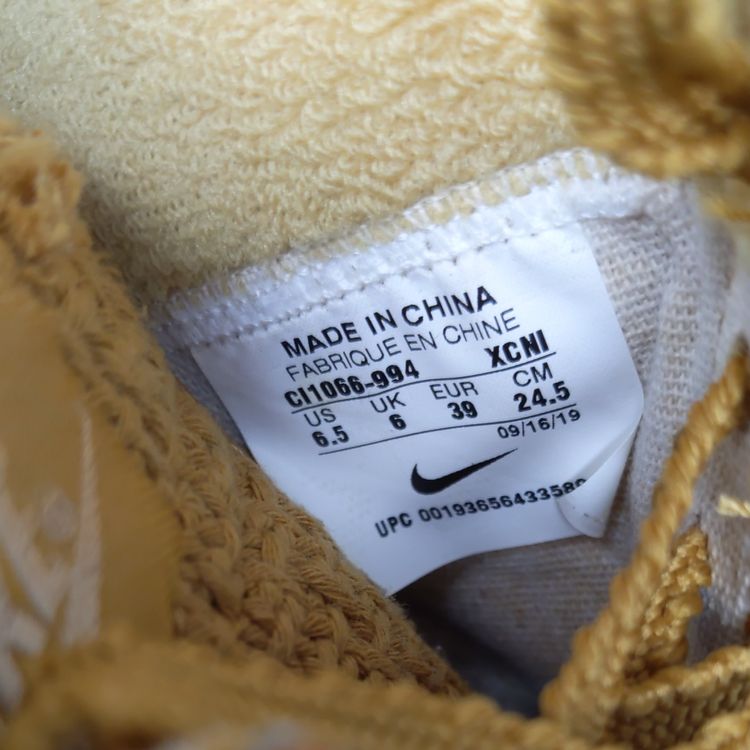 MADE IN CHINA
FABRIQUE EN CHINE
CI1066-994 XCNI
US UK EUR CM
6.5 6 39 24.5
09/16/19
UPC 00193656433580